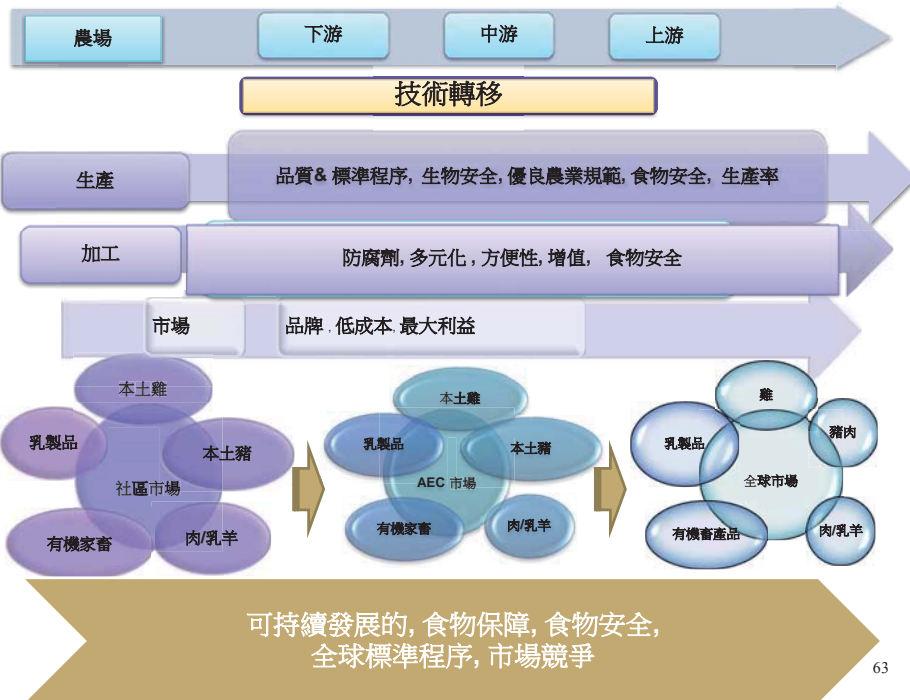 農場
下游
中游
上游
技術轉移
生產
品質& 標準程序, 生物安全, 優良農業規範, 食物安全, 生產率
加工
防腐劑, 多元化 , 方便性, 增值, 食物安全
市場
品牌 , 低成本, 最大利益
本土雞
乳製品
本土豬
社區市場
有機家畜
肉/乳羊
本土雞
乳製品
本土豬
AEC 市場
有機家畜
肉/乳羊
雞
乳製品
豬肉
全球市場
有機畜產品
肉/乳羊
可持續發展的, 食物保障, 食物安全,
全球標準程序, 市場競爭
63